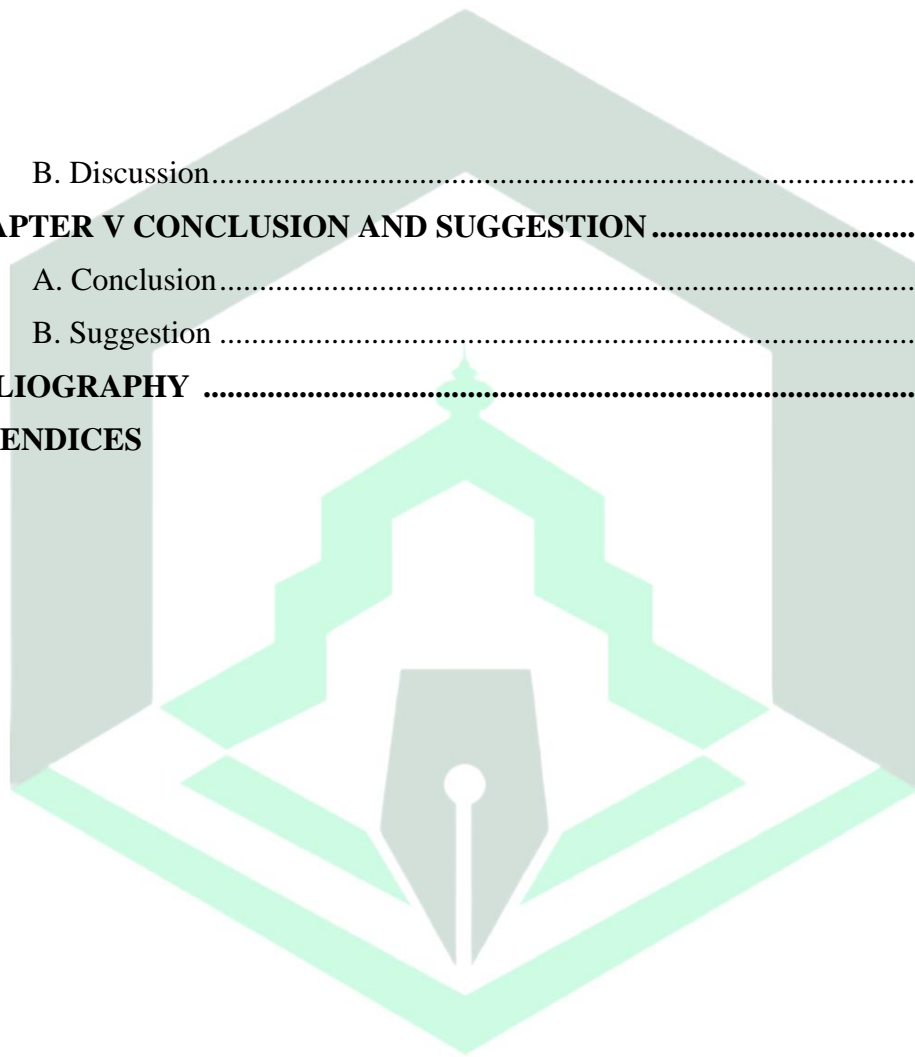 B. Discussion........................................................................................
APTER V CONCLUSION AND SUGGESTION ..................................
A. Conclusion.......................................................................................
B. Suggestion .......................................................................................
LIOGRAPHY ..........................................................................................
ENDICES